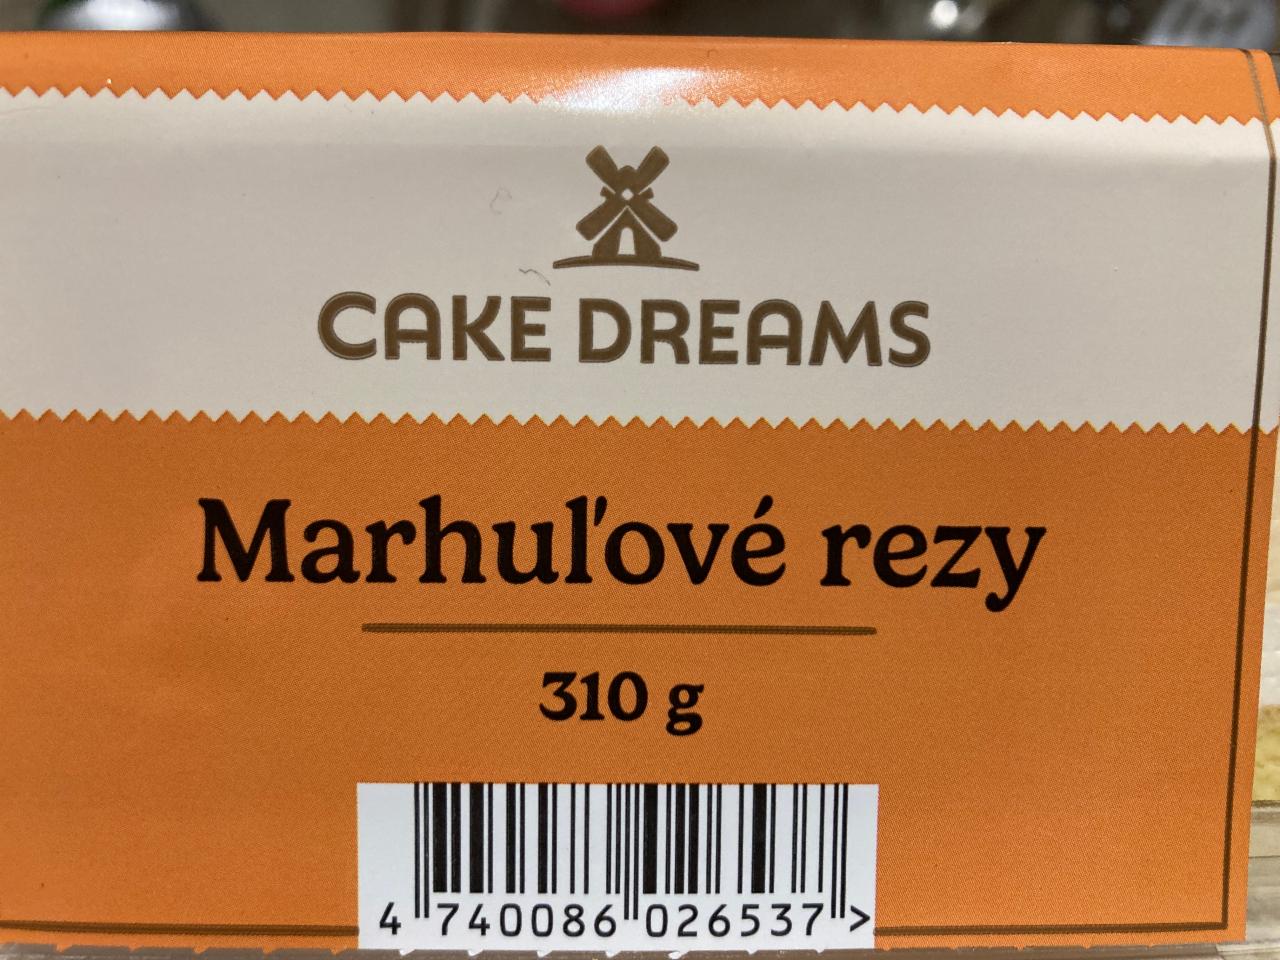 CAKE DREAMS
Marhuľové rezy
310 g
4 740086 026537 >